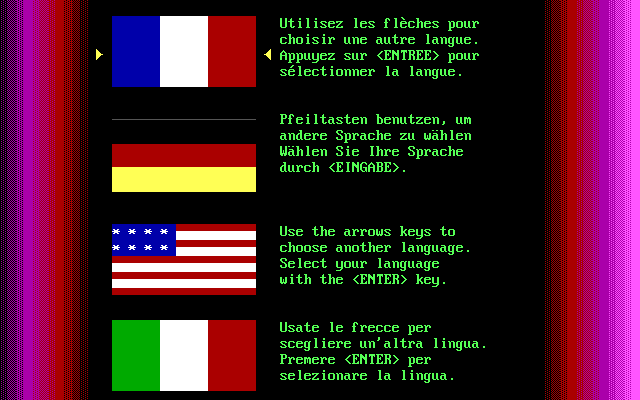 Utilisez les flèches pour
choisir une autre langue.
Appuyez sur <ENTREE> pour
sélectionner la langue.
Pfeiltasten benutzen, um
andere Sprache zu wählen
Wählen Sie Ihre Sprache
durch <EINGABE>.
Use the arrows keys to
choose another language.
Select your language
with the <ENTER> key.
Usate le frecce per
scegliere un'altra lingua.
Premere <ENTER> per
selezionare la lingua.